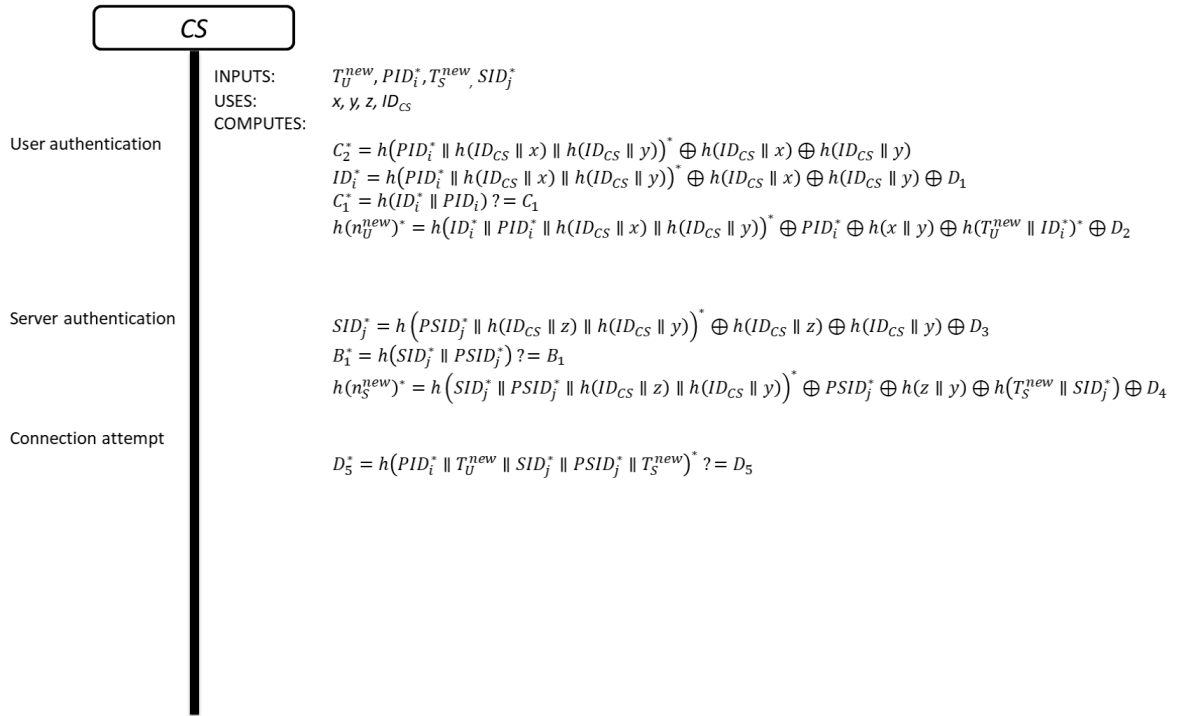 CS
INPUTS: T_U^{new}, PID_i^*, T_S^{new}, SID_j^*
USES: x, y, z, ID_{CS}
COMPUTES:
User authentication
C_2^* = h(PID_i^* ∥ h(ID_{CS} ∥ x) ∥ h(ID_{CS} ∥ y))^* ⊕ h(ID_{CS} ∥ x) ⊕ h(ID_{CS} ∥ y)
ID_i^* = h(PID_i^* ∥ h(ID_{CS} ∥ x) ∥ h(ID_{CS} ∥ y))^* ⊕ h(ID_{CS} ∥ x) ⊕ h(ID_{CS} ∥ y) ⊕ D_1
C_1^* = h(ID_i^* ∥ PID_i) ?= C_1
h(n_U^{new})^* = h(ID_i^* ∥ PID_i^* ∥ h(ID_{CS} ∥ x) ∥ h(ID_{CS} ∥ y))^* ⊕ PID_i^* ⊕ h(x ∥ y) ⊕ h(T_U^{new} ∥ ID_i^*)^* ⊕ D_2
Server authentication
SID_j^* = h(PSID_j^* ∥ h(ID_{CS} ∥ z) ∥ h(ID_{CS} ∥ y))^* ⊕ h(ID_{CS} ∥ z) ⊕ h(ID_{CS} ∥ y) ⊕ D_3
B_1^* = h(SID_j^* ∥ PSID_j^*) ?= B_1
h(n_S^{new})^* = h(SID_j^* ∥ PSID_j^* ∥ h(ID_{CS} ∥ z) ∥ h(ID_{CS} ∥ y))^* ⊕ PSID_j^* ⊕ h(z ∥ y) ⊕ h(T_S^{new} ∥ SID_j^*) ⊕ D_4
Connection attempt
D_5^* = h(PID_i^* ∥ T_U^{new} ∥ SID_j^* ∥ PSID_j^* ∥ T_S^{new})^* ?= D_5